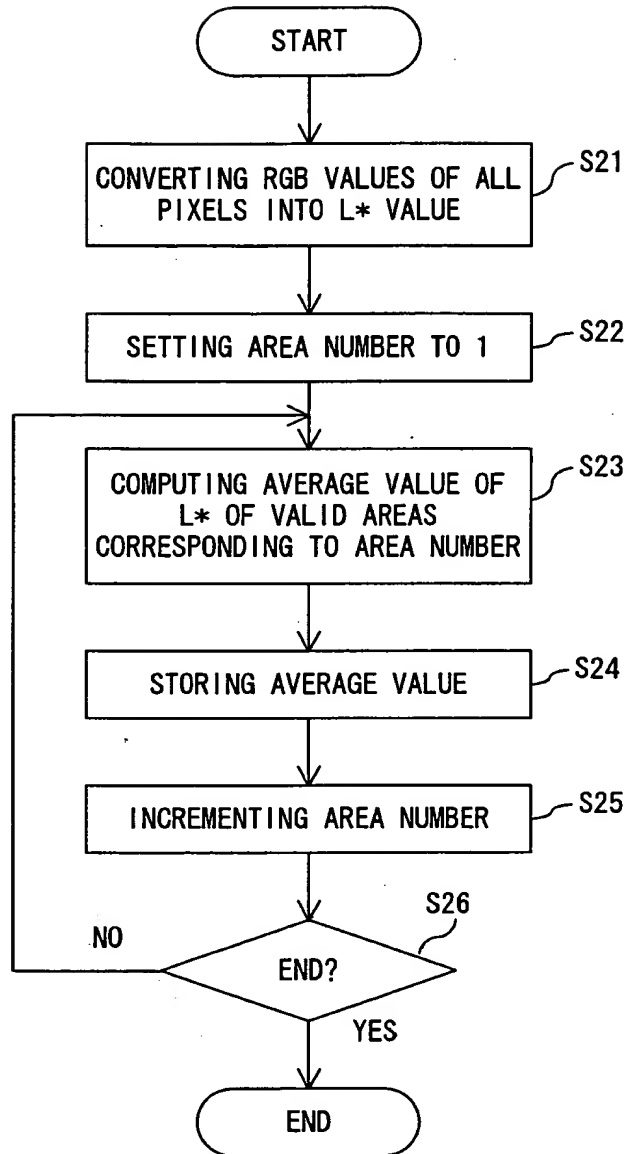 START
CONVERTING RGB VALUES OF ALL
PIXELS INTO L* VALUE
S21
SETTING AREA NUMBER TO 1
S22
COMPUTING AVERAGE VALUE OF
L* OF VALID AREAS
CORRESPONDING TO AREA NUMBER
S23
STORING AVERAGE VALUE
S24
INCREMENTING AREA NUMBER
S25
S26
NO
END?
YES
END